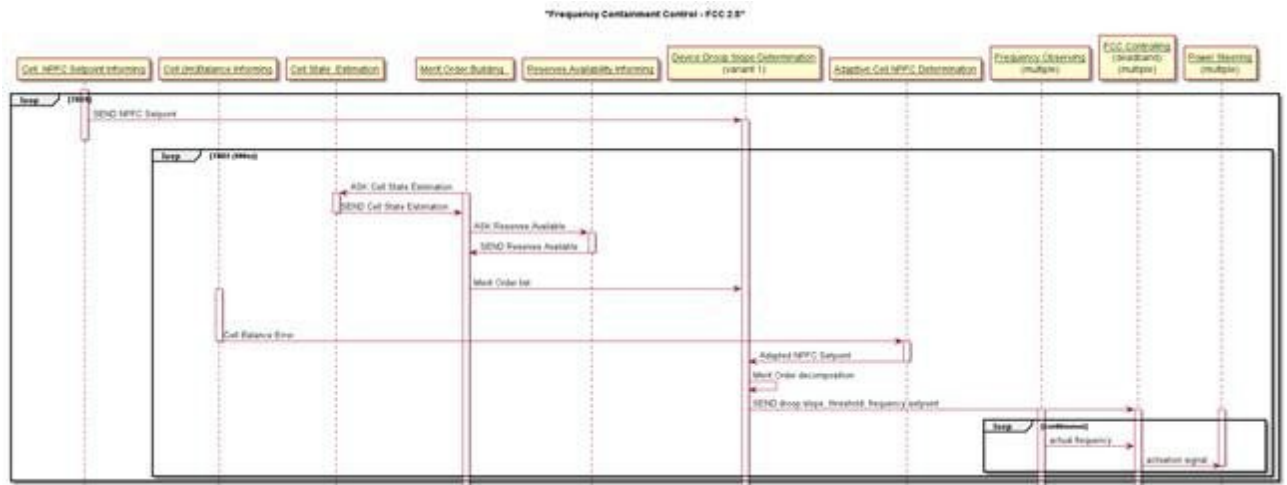 "Frequency Containment Control - FCC 2.0"
Cell NPFC Setpoint Informing
Cell (Im)Balance Informing
Cell State Estimation
Merit Order Building
Reserves Availability Informing
Device Droop Slope Determination
(variant 1)
Adaptive Cell NPFC Determination
Frequency Observing
(multiple)
FCC Controlling
(deadband)
(multiple)
Power Steering
(multiple)
loop
SEND NPFC Setpoint
loop
ASK Cell State Estimation
SEND Cell State Estimation
ASK Reserves Available
SEND Reserves Available
Merit Order list
Cell Balance Error
Adapted NPFC Setpoint
Merit Order decomposition
SEND droop slope, threshold, frequency setpoint
loop
actual frequency
activation signal